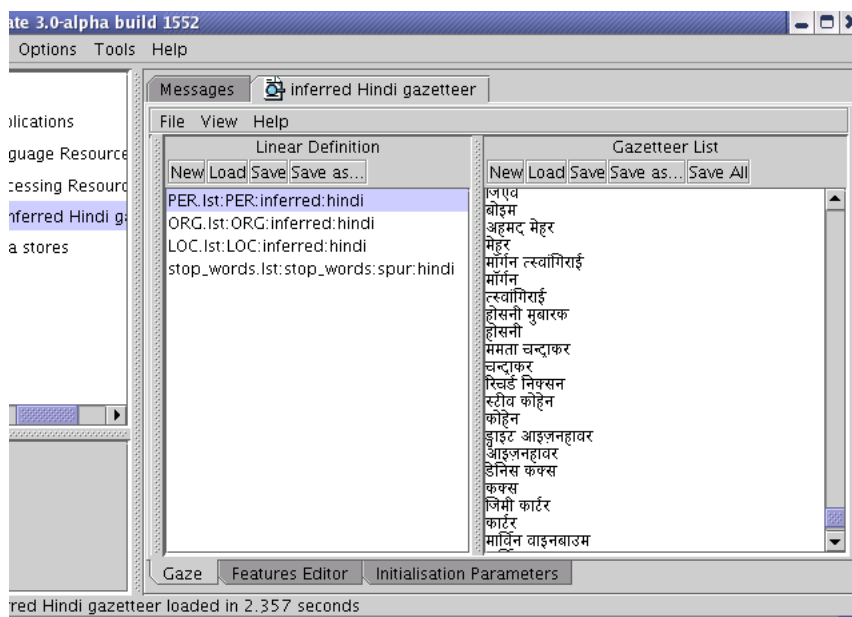 ate 3.0-alpha build 1552
Options Tools Help
Messages inferred Hindi gazetteer
plications
guage Resource
cessing Resourc
nferred Hindi ga
a stores
File View Help
Linear Definition
New Load Save Save as...
PER.lst:PER:inferred:hindi
ORG.lst:ORG:inferred:hindi
LOC.lst:LOC:inferred:hindi
stop_words.lst:stop_words:spur:hindi
Gazetteer List
New Load Save Save as... Save All
बोइम
अहमद मेहर
मेहर
मॉर्गन त्स्वांगिराई
मॉर्गन
त्स्वांगिराई
होसनी मुबारक
होसनी
ममता चन्द्राकर
चन्द्राकर
रिचर्ड निक्सन
स्टीव कोहेन
कोहेन
ड्वाइट आइज़नहावर
आइज़नहावर
डेनिस कक्स
कक्स
जिमी कार्टर
कार्टर
मार्विन वाइनबाउम
Gaze Features Editor Initialisation Parameters
rred Hindi gazetteer loaded in 2.357 seconds